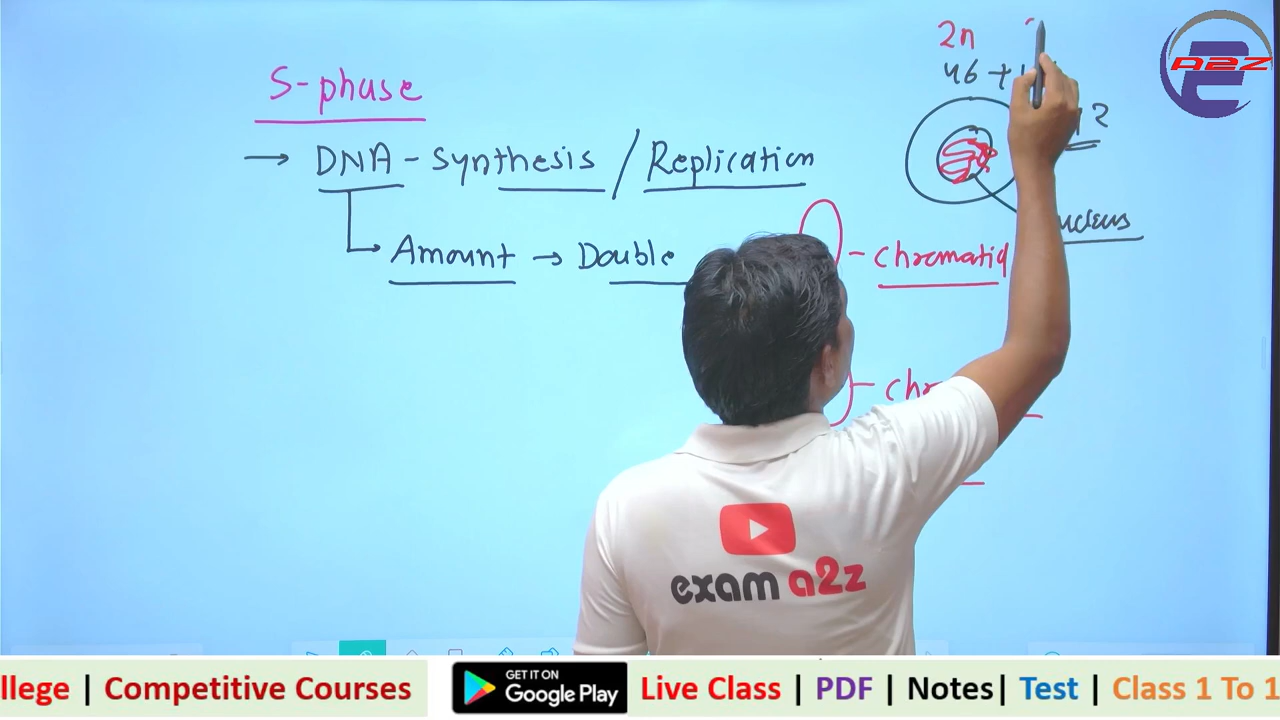 2n
46 +
S-phase
→ DNA - Synthesis / Replication
Amount → Double
- chromatid
A2Z
exam a2z
llege | Competitive Courses
GET IT ON
Google Play
Live Class | PDF | Notes | Test | Class 1 To 1